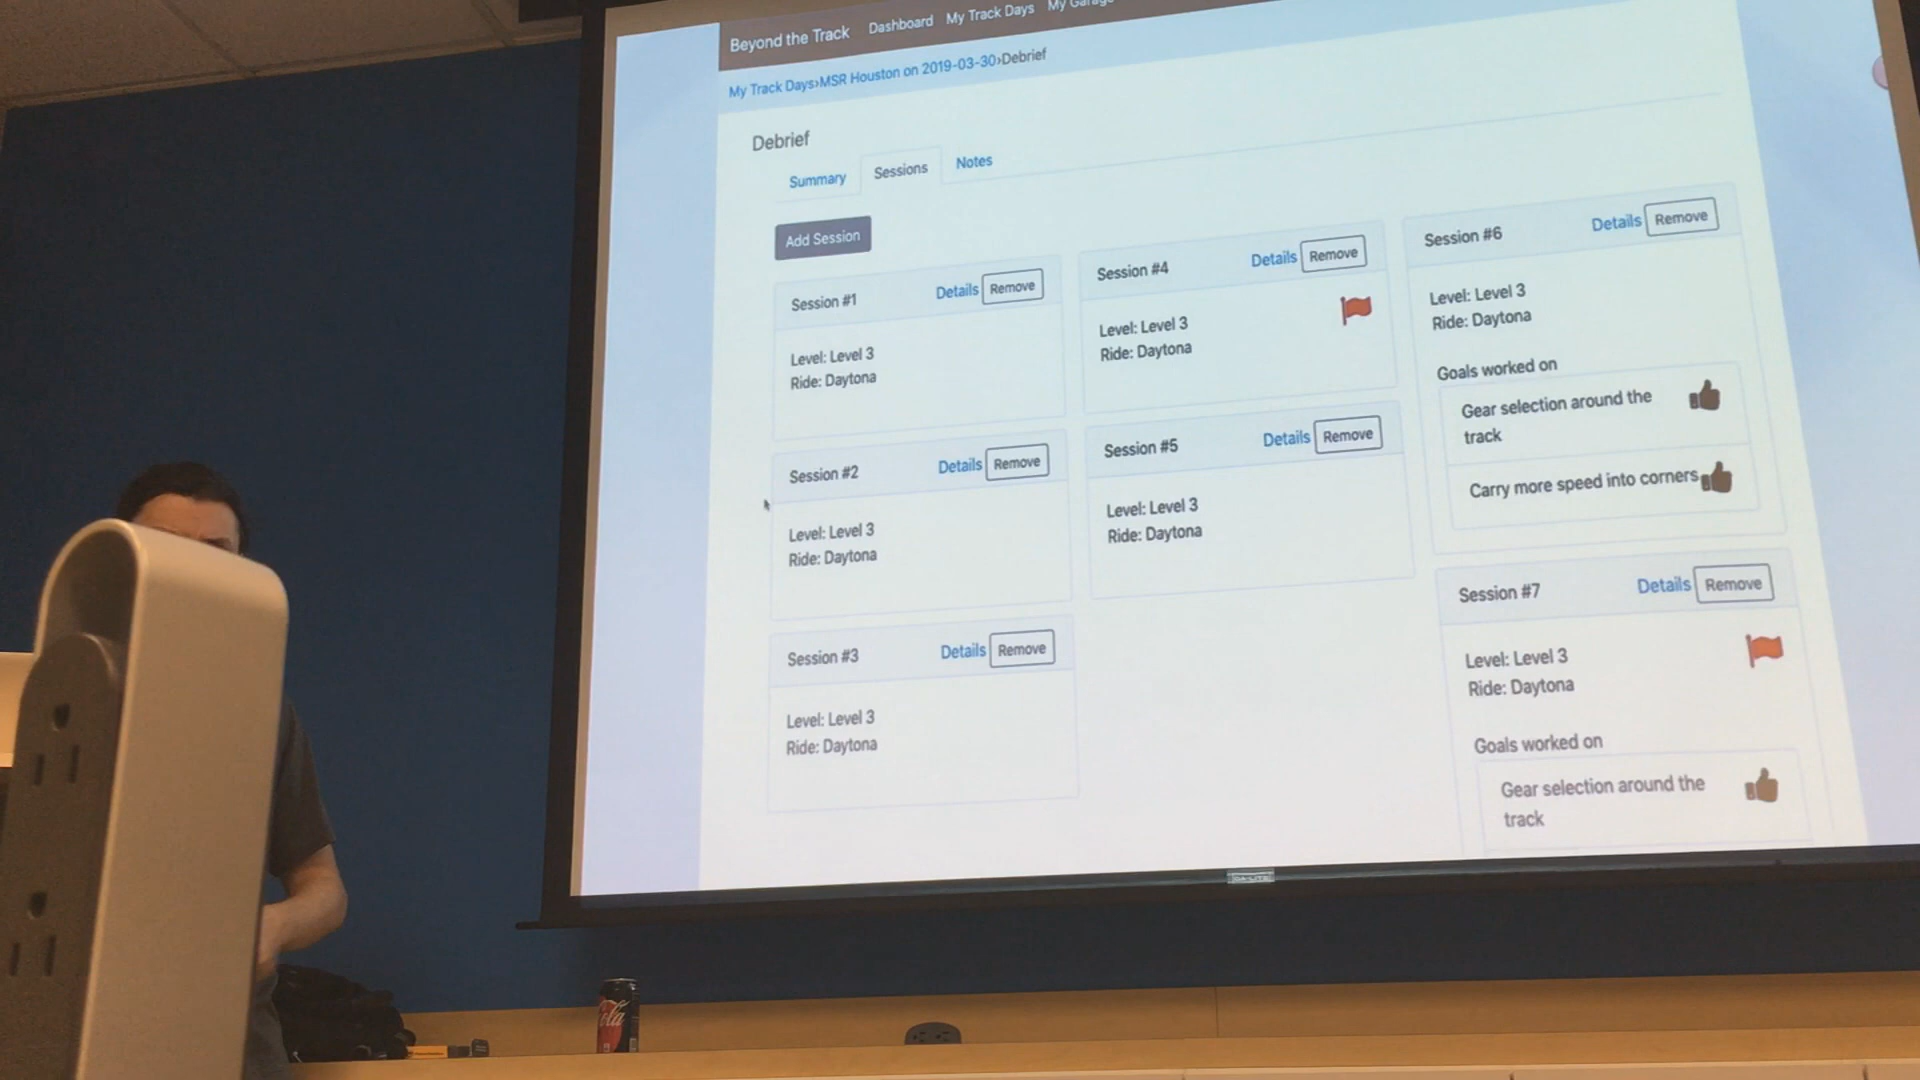 Beyond the Track Dashboard My Track Days My Garage
My Track Days›MSR Houston on 2019-03-30›Debrief
Debrief
Summary Sessions Notes
Add Session
Session #1 Details Remove
Level: Level 3
Ride: Daytona
Session #2 Details Remove
Level: Level 3
Ride: Daytona
Session #3 Details Remove
Level: Level 3
Ride: Daytona
Session #4 Details Remove
Level: Level 3
Ride: Daytona
Session #5 Details Remove
Level: Level 3
Ride: Daytona
Session #6 Details Remove
Level: Level 3
Ride: Daytona
Goals worked on
Gear selection around the
track
Carry more speed into corners
Session #7 Details Remove
Level: Level 3
Ride: Daytona
Goals worked on
Gear selection around the
track
DA-LITE
ola